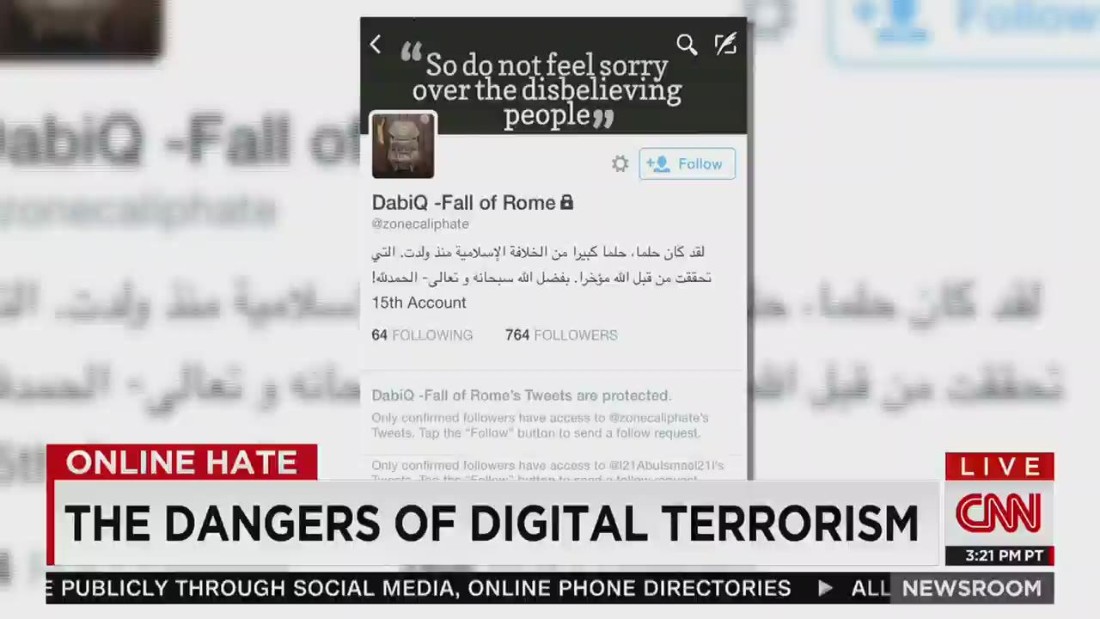 “So do not feel sorry
over the disbelieving
people”
Follow
DabiQ -Fall of Rome
@zonecaliphate
لقد كان حلما، حلما كبيرا من الخلافة الإسلامية منذ ولدت. التي
تحققت من قبل الله مؤخرا. بفضل الله سبحانه و تعالى- الحمدلله!
15th Account
64 FOLLOWING 764 FOLLOWERS
DabiQ -Fall of Rome's Tweets are protected.
Only confirmed followers have access to @zonecaliphate's
Tweets. Tap the "Follow" button to send a follow request.
Only confirmed followers have access to
ONLINE HATE
THE DANGERS OF DIGITAL TERRORISM
LIVE
CNN
3:21 PM PT
E PUBLICLY THROUGH SOCIAL MEDIA, ONLINE PHONE DIRECTORIES ▶ ALL
NEWSROOM